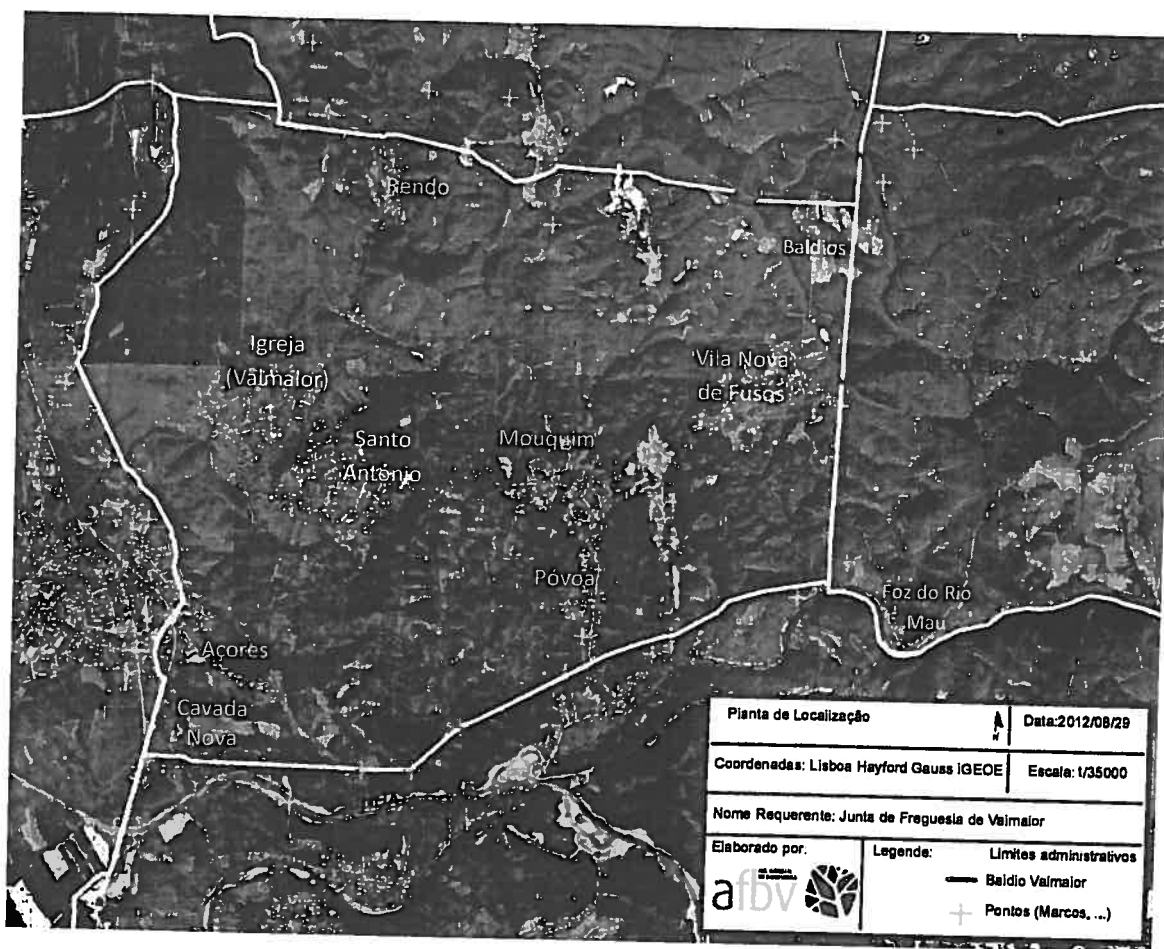 Rendo
Baldios
Igreja
(Valmaior)
Vila Nova
de Fusos
Santo
António
Mouquim
Póvoa
Foz do Rio
Mau
Açores
Cavada
Nova
Planta de Localização
N
Data:2012/08/29
Coordenadas: Lisboa Hayford Gauss IGEOE
Escala: 1/35000
Nome Requerente: Junta de Freguesia de Valmaior
Elaborado por:
afbv
Legenda:
Limites administrativos
Baldio Valmaior
Pontos (Marcos, ...)